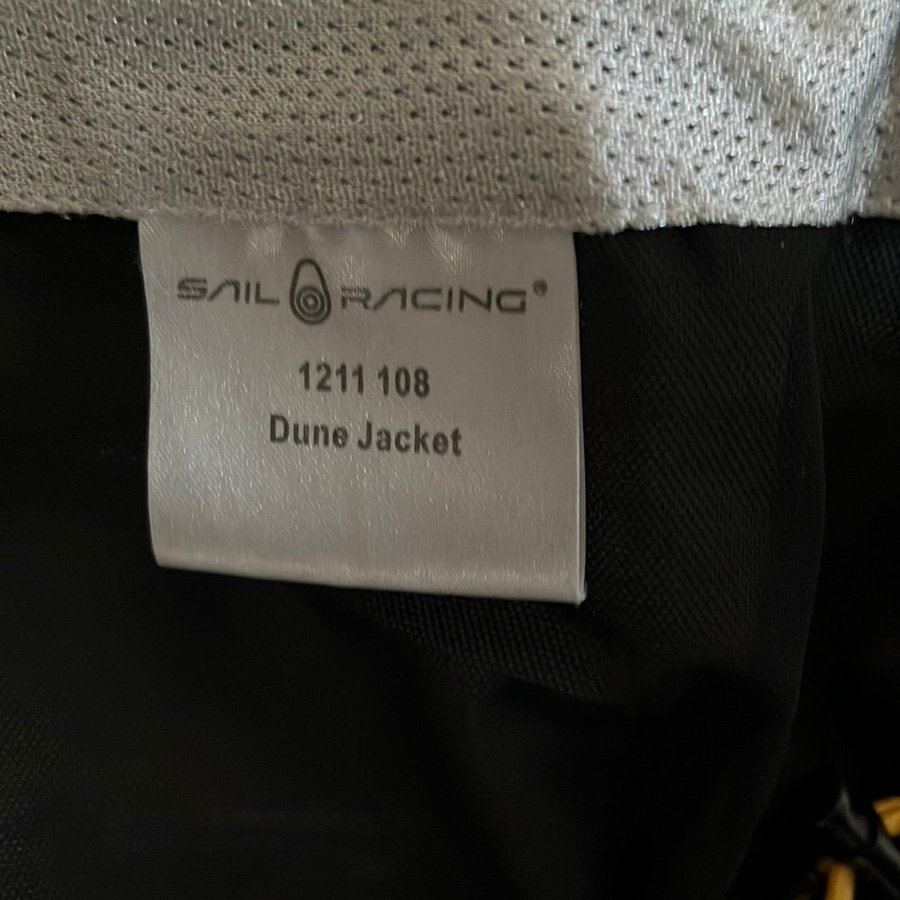 SAIL RACING®
1211 108
Dune Jacket